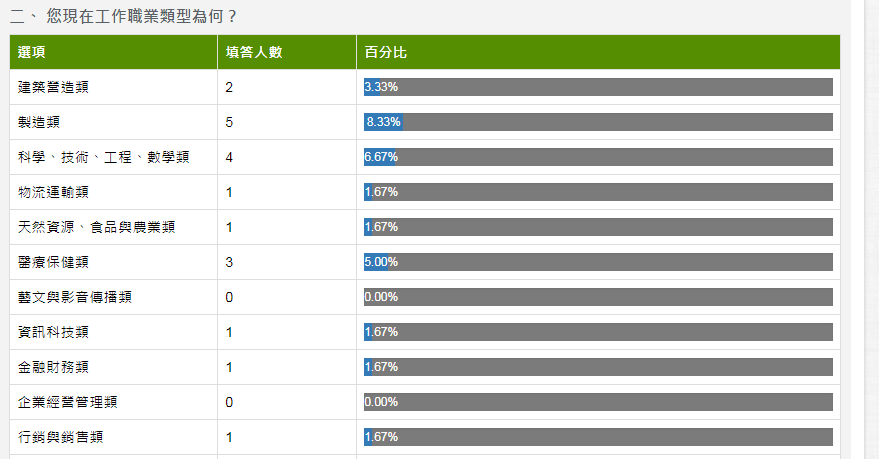 二、 您現在工作職業類型為何？
選項 填答人數 百分比
建築營造類 2 3.33%
製造類 5 8.33%
科學、技術、工程、數學類 4 6.67%
物流運輸類 1 1.67%
天然資源、食品與農業類 1 1.67%
醫療保健類 3 5.00%
藝文與影音傳播類 0 0.00%
資訊科技類 1 1.67%
金融財務類 1 1.67%
企業經營管理類 0 0.00%
行銷與銷售類 1 1.67%